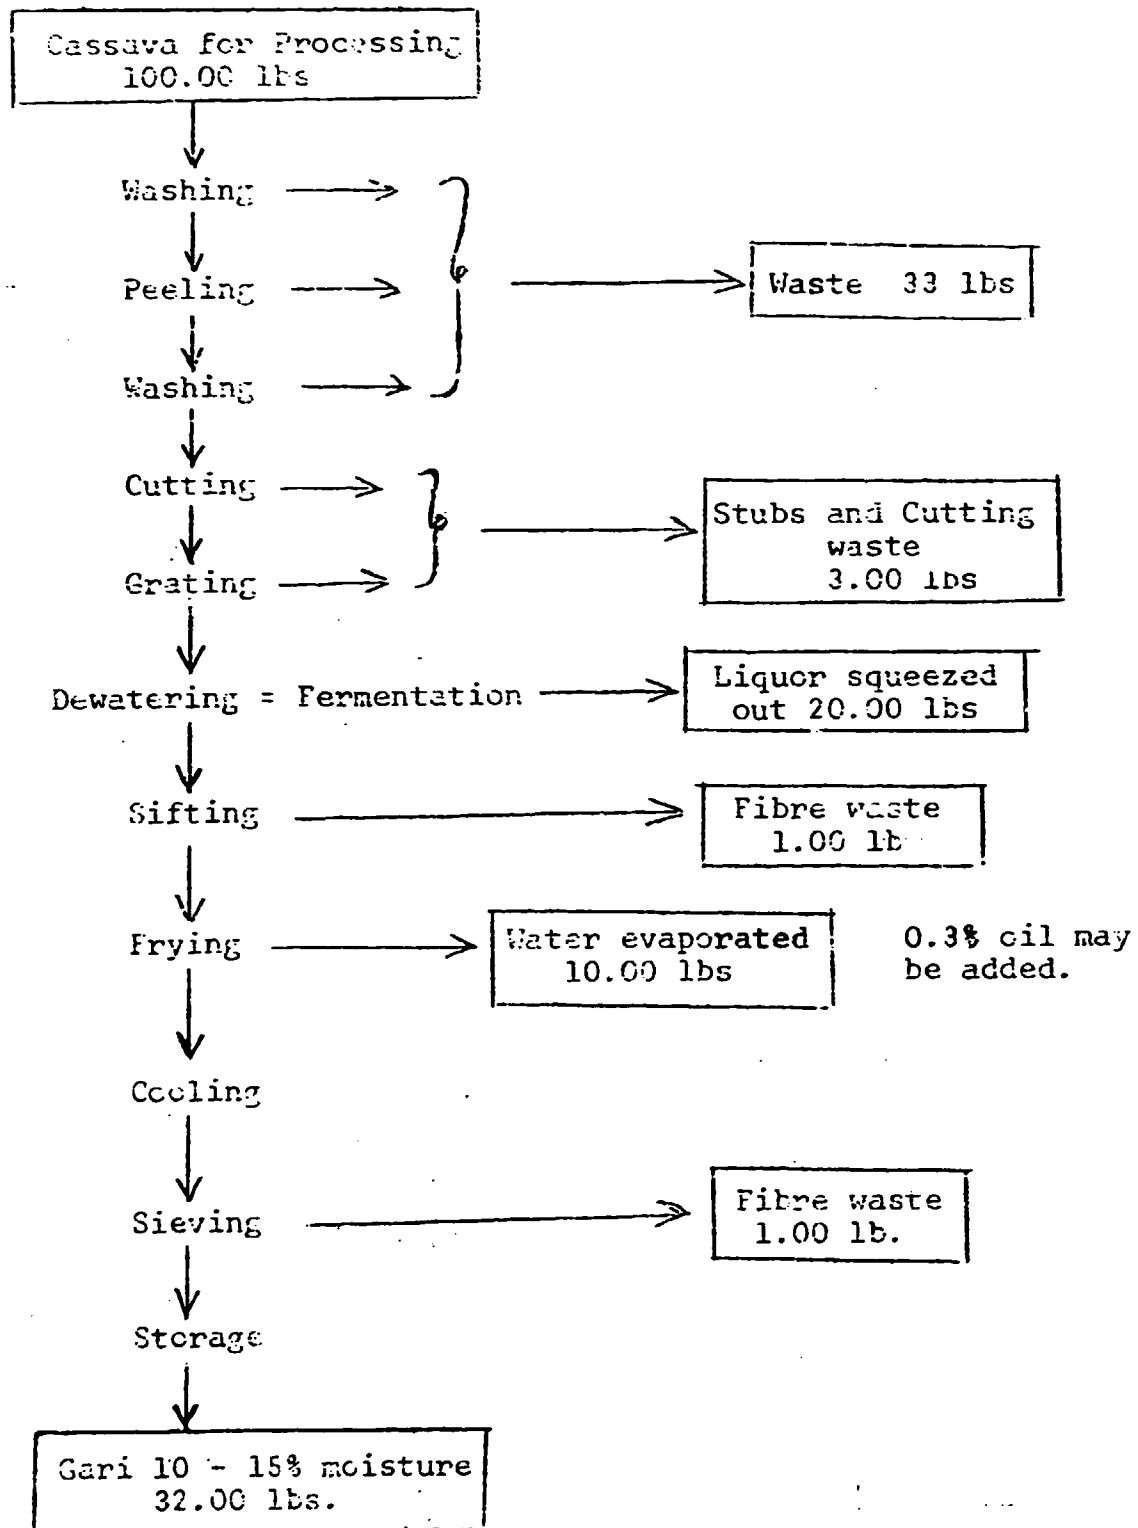 Cassava for Processing
100.00 lbs
Washing
Peeling
Waste 33 lbs
Washing
Cutting
Stubs and Cutting
waste
3.00 lbs
Grating
Dewatering = Fermentation
Liquor squeezed
out 20.00 lbs
Sifting
Fibre waste
1.00 lb
Frying
Water evaporated
10.00 lbs
0.3% oil may
be added.
Cooling
Sieving
Fibre waste
1.00 lb.
Storage
Gari 10 - 15% moisture
32.00 lbs.